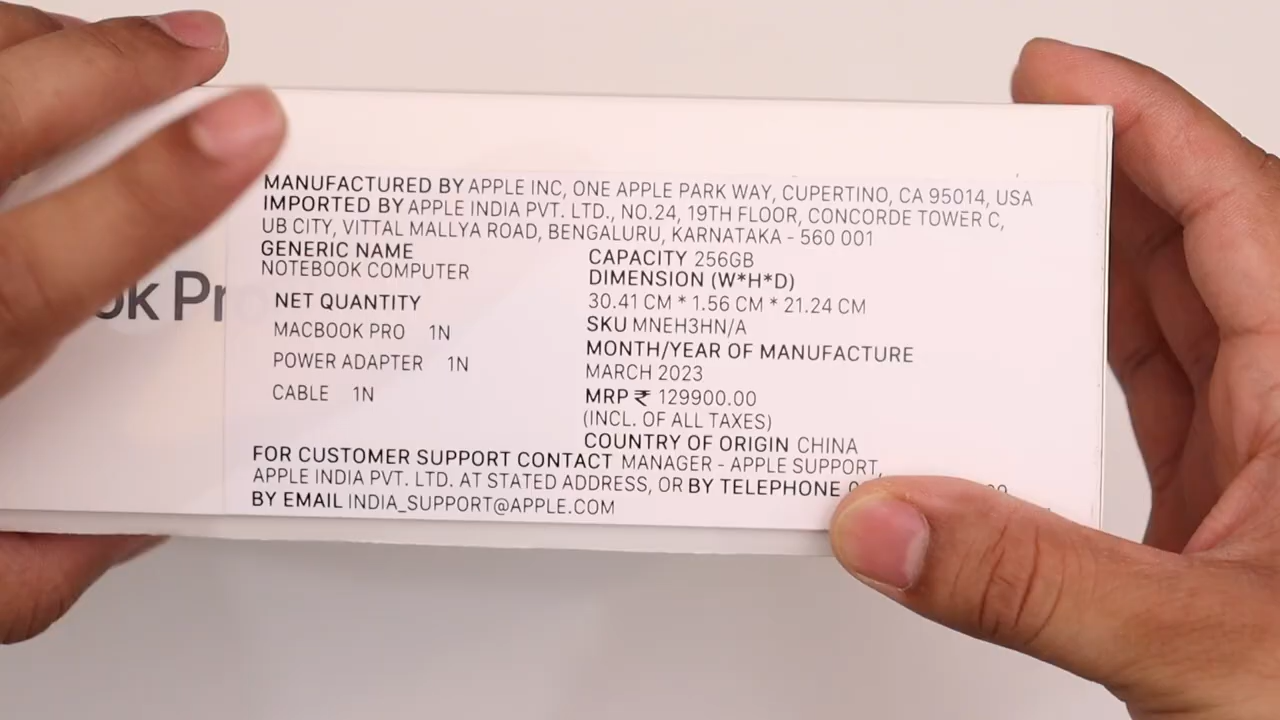 MANUFACTURED BY APPLE INC, ONE APPLE PARK WAY, CUPERTINO, CA 95014, USA
IMPORTED BY APPLE INDIA PVT. LTD., NO.24, 19TH FLOOR, CONCORDE TOWER C,
UB CITY, VITTAL MALLYA ROAD, BENGALURU, KARNATAKA - 560 001
GENERIC NAME
NOTEBOOK COMPUTER
NET QUANTITY
MACBOOK PRO 1N
POWER ADAPTER 1N
CABLE 1N
CAPACITY 256GB
DIMENSION (W*H*D)
30.41 CM * 1.56 CM * 21.24 CM
SKU MNEH3HN/A
MONTH/YEAR OF MANUFACTURE
MARCH 2023
MRP ₹ 129900.00
(INCL. OF ALL TAXES)
COUNTRY OF ORIGIN CHINA
FOR CUSTOMER SUPPORT CONTACT MANAGER - APPLE SUPPORT,
APPLE INDIA PVT. LTD. AT STATED ADDRESS, OR BY TELEPHONE
BY EMAIL INDIA_SUPPORT@APPLE.COM